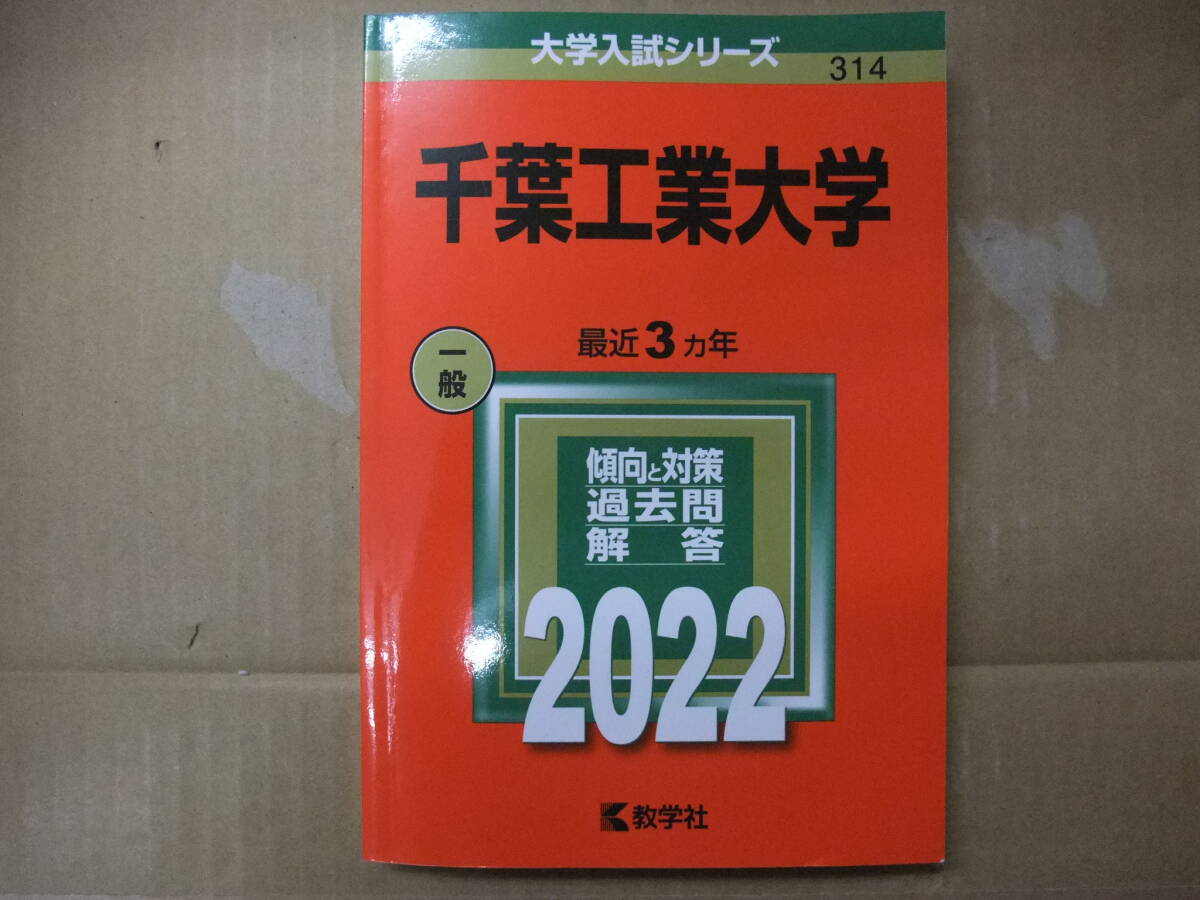 大学入試シリーズ
314
千葉工業大学
最近3ヵ年
一般
傾向と対策
過去問
解答
2022
教学社